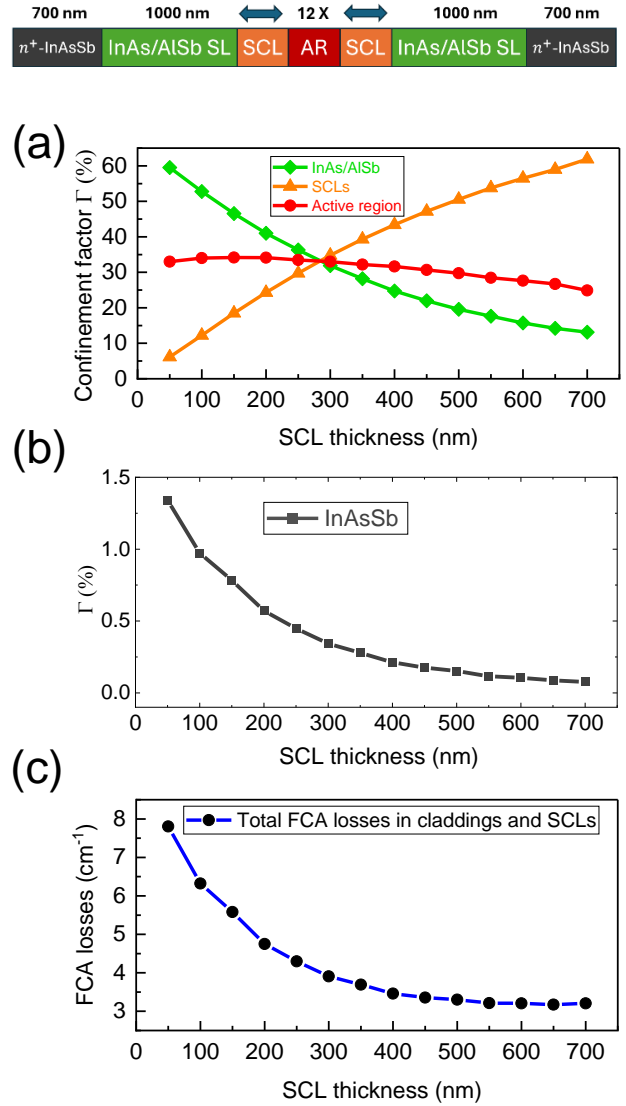 700 nm 1000 nm 12 X 1000 nm 700 nm
n⁺-InAsSb InAs/AlSb SL SCL AR SCL InAs/AlSb SL n⁺-InAsSb
(a)
Confinement factor Γ (%)
60
50
40
30
20
10
0
InAs/AlSb
SCLs
Active region
0 100 200 300 400 500 600 700
SCL thickness (nm)
(b)
Γ (%)
1.5
1.0
0.5
0.0
InAsSb
0 100 200 300 400 500 600 700
SCL thickness (nm)
(c)
FCA losses (cm⁻¹)
8
7
6
5
4
3
Total FCA losses in claddings and SCLs
0 100 200 300 400 500 600 700
SCL thickness (nm)